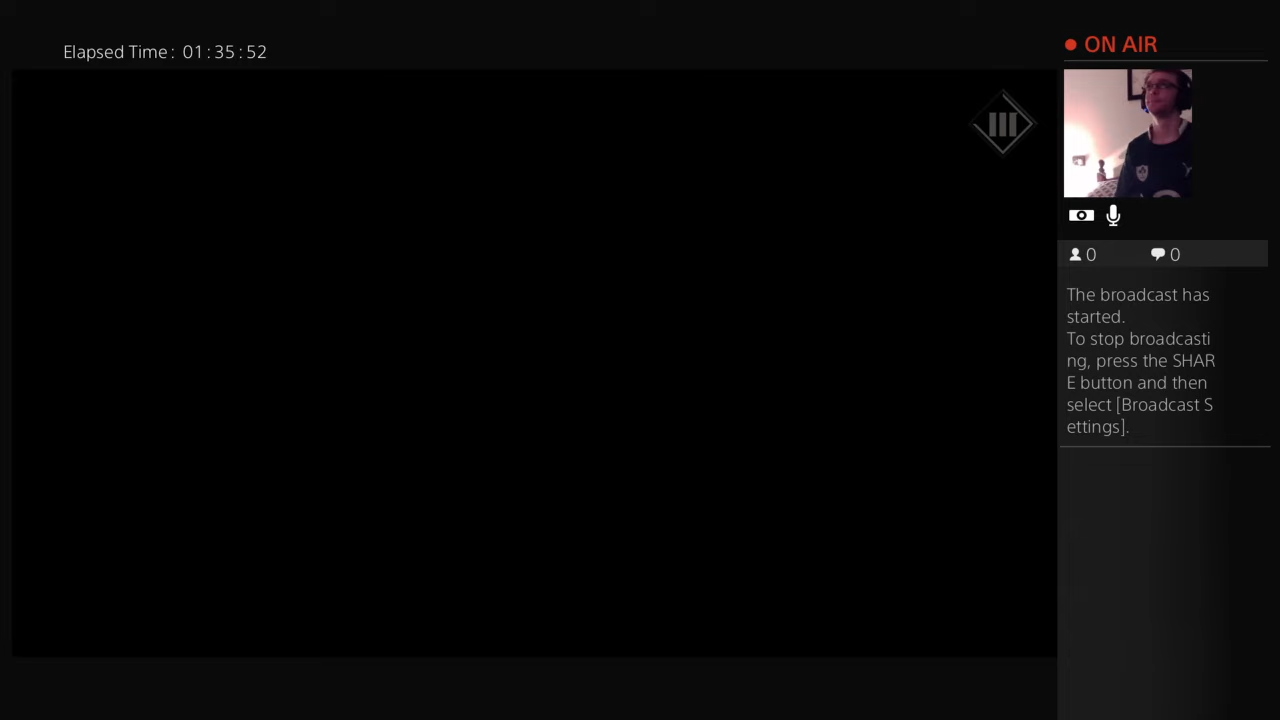 Elapsed Time: 01:35:52
ON AIR
0 0
The broadcast has
started.
To stop broadcasti
ng, press the SHAR
E button and then
select [Broadcast S
ettings].